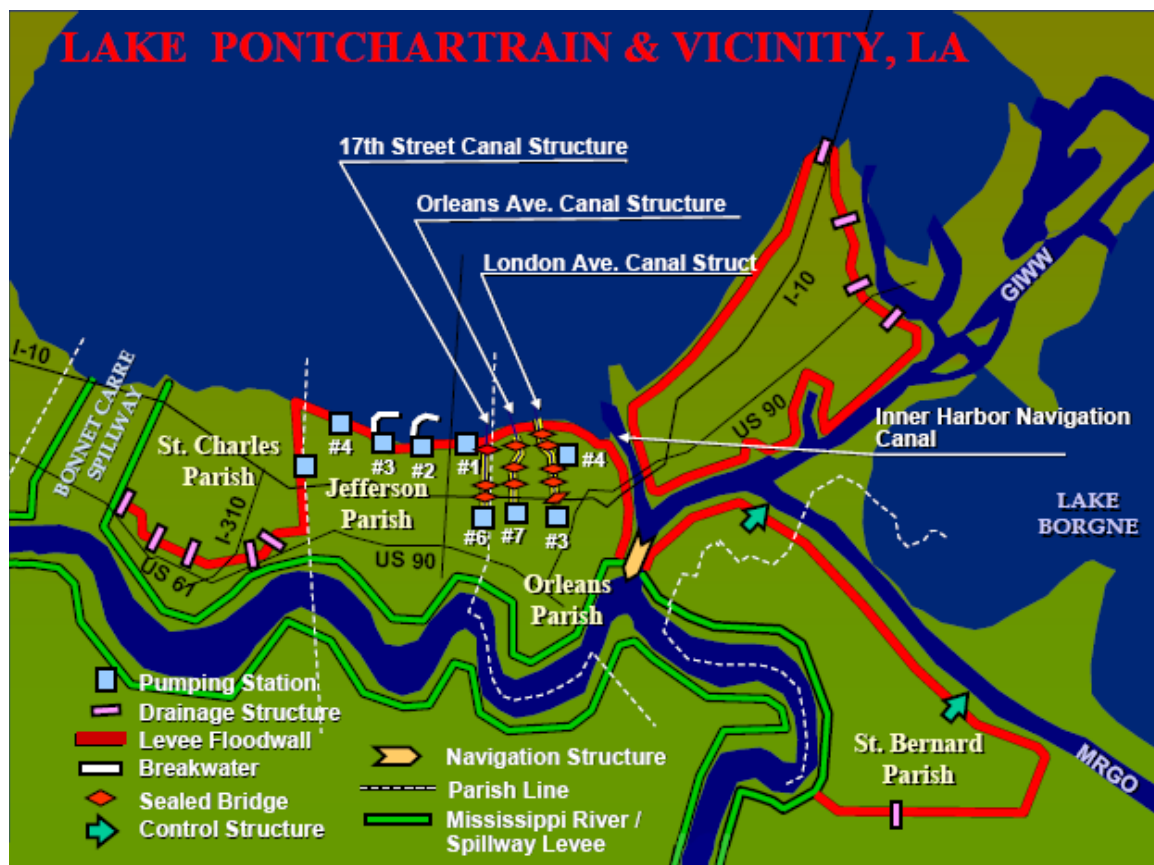 LAKE PONTCHARTRAIN & VICINITY, LA
17th Street Canal Structure
Orleans Ave. Canal Structure
London Ave. Canal Struct
I-10
GIWW
I-10
BONNET CARRE
SPILLWAY
US 90
Inner Harbor Navigation
Canal
St. Charles
Parish
#4
#3
#2
#1
#4
Jefferson
Parish
I-310
LAKE
BORGNE
#6
#7
#3
US 90
US 61
Orleans
Parish
Pumping Station
Drainage Structure
Levee Floodwall
Breakwater
Sealed Bridge
Control Structure
Navigation Structure
Parish Line
Mississippi River /
Spillway Levee
St. Bernard
Parish
MRGO